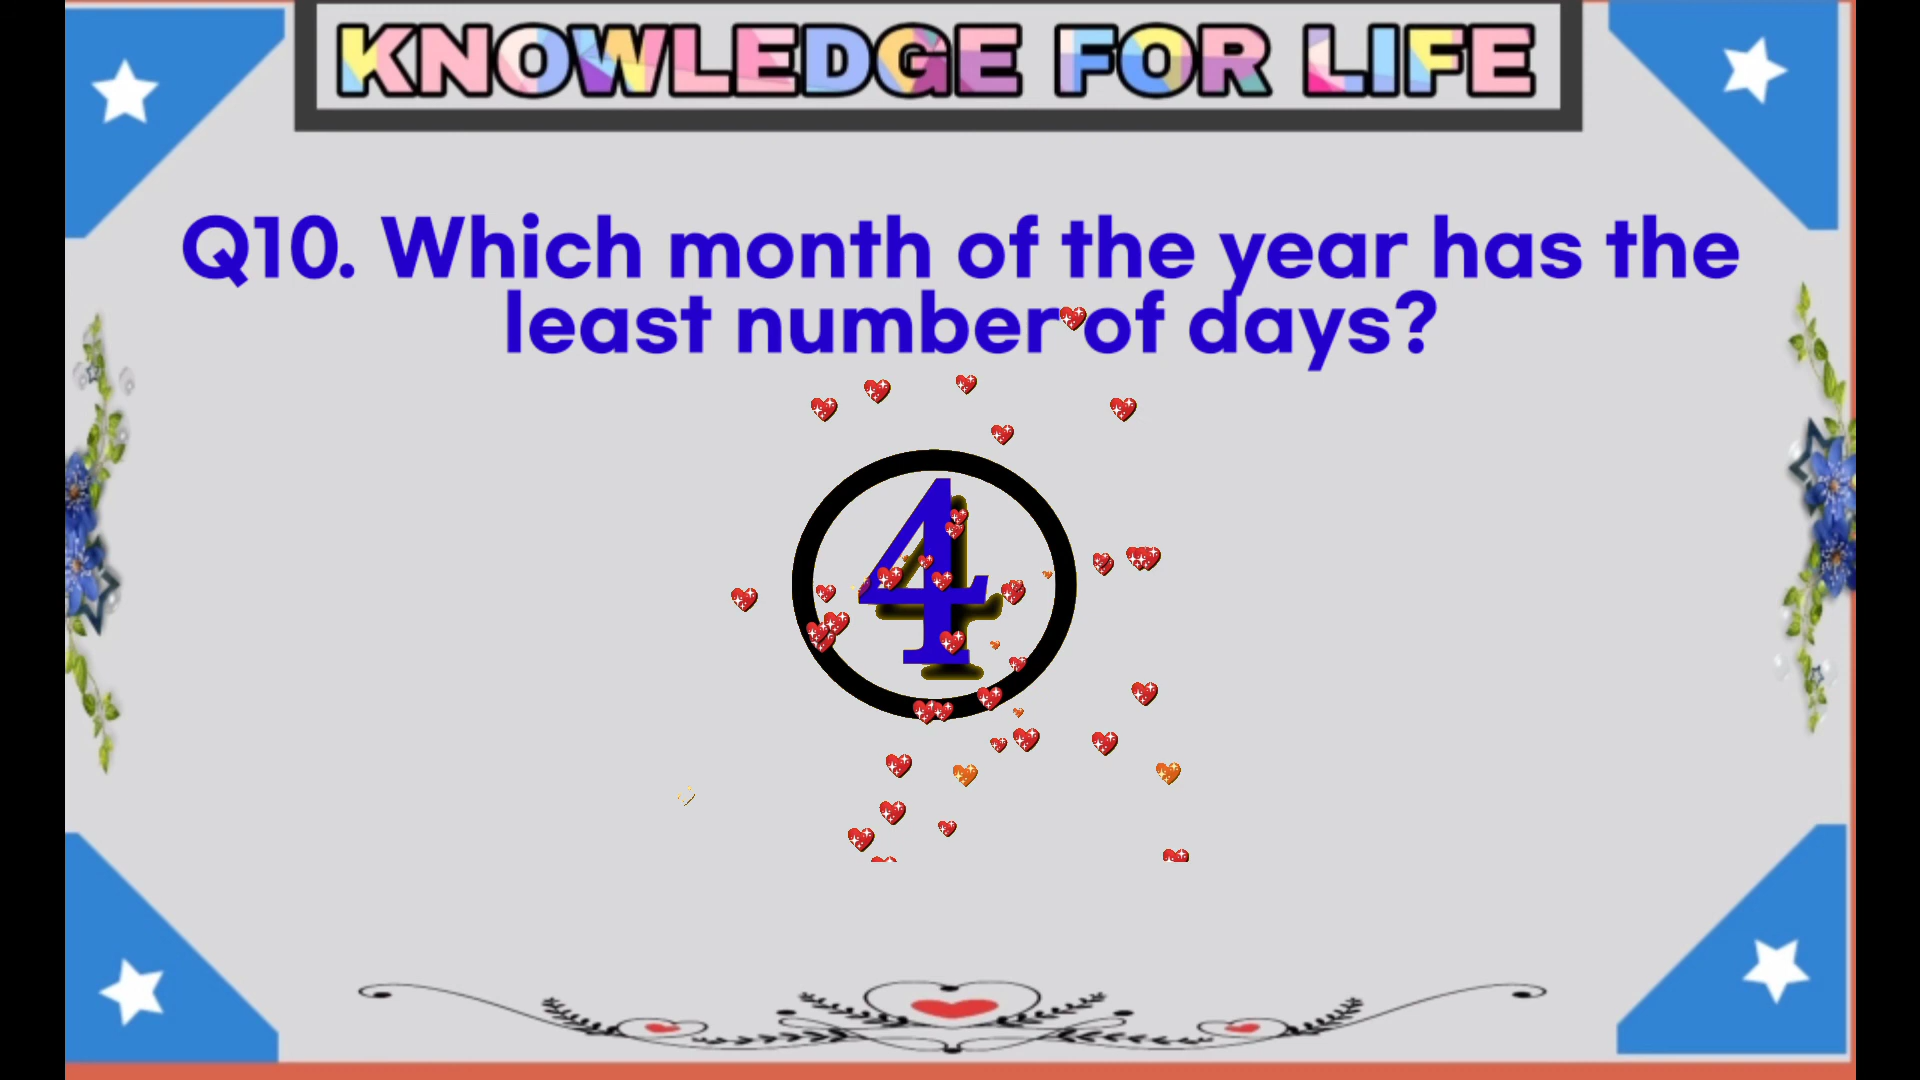 KNOWLEDGE FOR LIFE
Q10. Which month of the year has the
least number of days?
4